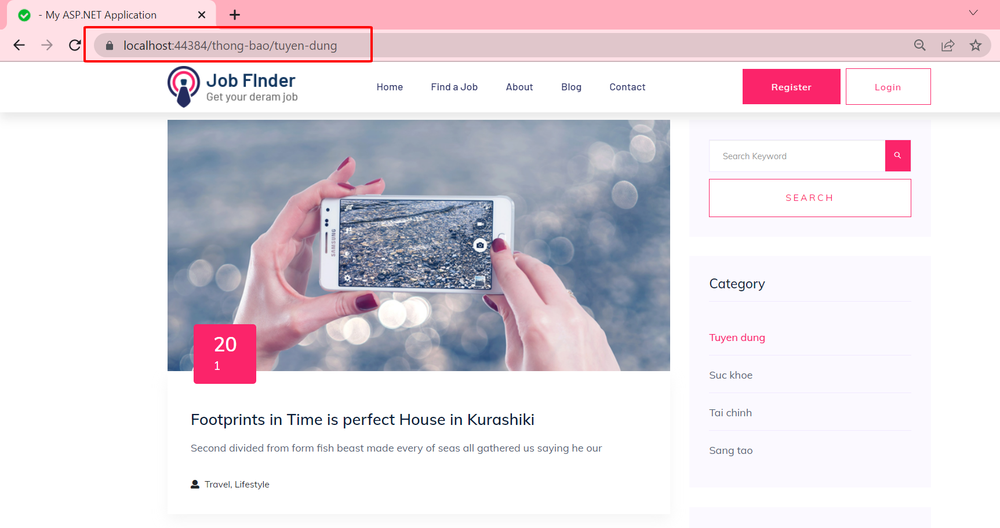 - My ASP.NET Application
localhost:44384/thong-bao/tuyen-dung
Job FInder
Get your deram job
Home
Find a Job
About
Blog
Contact
Register
Login
SAMSUNG
MODE
20
1
Footprints in Time is perfect House in Kurashiki
Second divided from form fish beast made every of seas all gathered us saying he our
Travel, Lifestyle
Search Keyword
SEARCH
Category
Tuyen dung
Suc khoe
Tai chinh
Sang tao